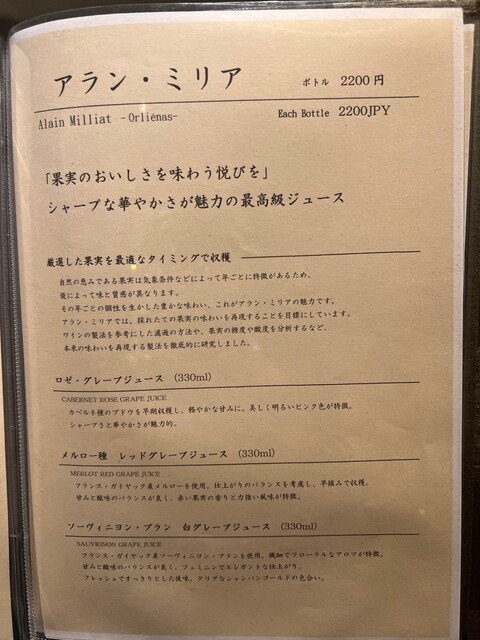 アラン・ミリア
ボトル 2200円
Alain Milliat -Orliénas-
Each Bottle 2200JPY
「果実のおいしさを味わう悦びを」
シャープな華やかさが魅力の最高級ジュース
厳選した果実を最適なタイミングで収穫
自然の恵みである果実は気象条件などによって年ごとに特徴があるため、
後によって味と質感が異なります。
その年ごとの個性を生かした豊かな味わい、これがアラン・ミリアの魅力です。
アラン・ミリアでは、採れたての果実の味わいを再現することを目標にしています。
ワインの製法を参考にした濾過の方法や、果実の糖度や酸度を分析するなど、
本来の味わいを再現する製法を徹底的に研究しました。
ロゼ・グレープジュース (330ml)
CABERNET ROSE GRAPE JUICE
カベルネ種のブドウを早期収穫し、軽やかな甘みに。美しく明るいピンク色が特徴。
シャープさと華やかさが魅力的。
メルロー種 レッドグレープジュース (330ml)
MERLOT RED GRAPE JUICE
フランス・ガイヤック産メルローを使用。仕上がりのバランスを考慮し、早摘みで収穫。
甘みと酸味のバランスが良く、赤い果実の香りと力強い風味が特徴。
ソーヴィニヨン・ブラン 白グレープジュース (330ml)
SAUVIGNON GRAPE JUICE
フランス・ガイヤック産ソーヴィニヨン・ブランを使用。繊細でフローラルなアロマが特徴。
甘みと酸味のバランスが良く、フェミニンでエレガントな仕上がり。
フレッシュですっきりとした後味。クリアなシャンパンゴールドの色合い。